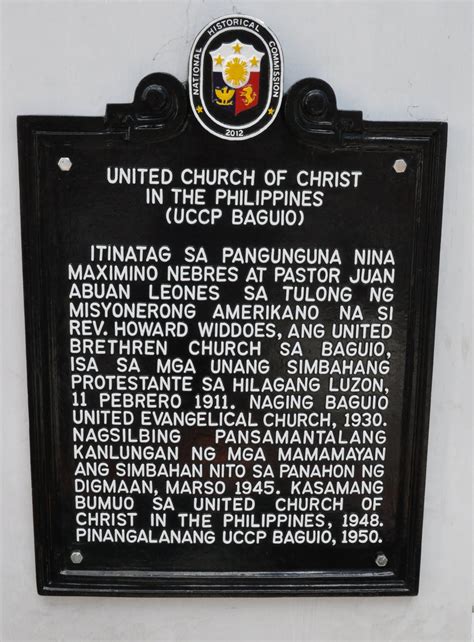 NATIONAL HISTORICAL COMMISSION
2012
UNITED CHURCH OF CHRIST
IN THE PHILIPPINES
(UCCP BAGUIO)
ITINATAG SA PANGUNGUNA NINA
MAXIMINO NEBRES AT PASTOR JUAN
ABUAN LEONES SA TULONG NG
MISYONERONG AMERIKANO NA SI
REV. HOWARD WIDDOES, ANG UNITED
BRETHREN CHURCH SA BAGUIO,
ISA SA MGA UNANG SIMBAHANG
PROTESTANTE SA HILAGANG LUZON,
11 PEBRERO 1911. NAGING BAGUIO
UNITED EVANGELICAL CHURCH, 1930.
NAGSILBING PANSAMANTALANG
KANLUNGAN NG MGA MAMAMAYAN
ANG SIMBAHAN NITO SA PANAHON NG
DIGMAAN, MARSO 1945. KASAMANG
BUMUO SA UNITED CHURCH OF
CHRIST IN THE PHILIPPINES, 1948.
PINANGALANANG UCCP BAGUIO, 1950.